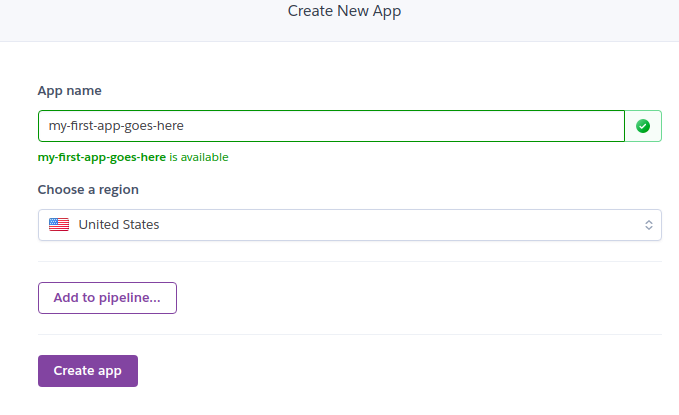 Create New App
App name
my-first-app-goes-here
my-first-app-goes-here is available
Choose a region
United States
Add to pipeline...
Create app